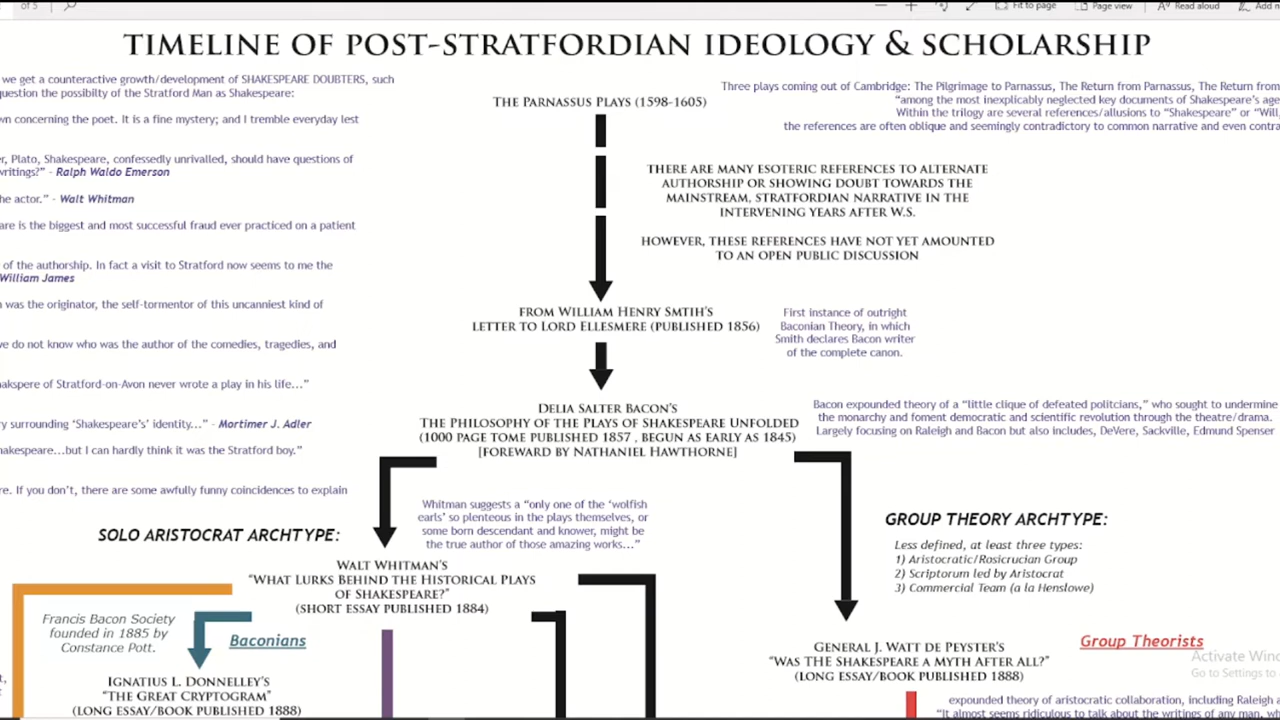 of 5
Fit to page
Page view
Read aloud
Add n
TIMELINE OF POST-STRATFORDIAN IDEOLOGY & SCHOLARSHIP
we get a counteractive growth/development of SHAKESPEARE DOUBTERS, such
question the possibilty of the Stratford Man as Shakespeare:
wn concerning the poet. It is a fine mystery; and I tremble everyday lest
er, Plato, Shakespeare, confessedly unrivalled, should have questions of
writings?" - Ralph Waldo Emerson
he actor." - Walt Whitman
are is the biggest and most successful fraud ever practiced on a patient
of the authorship. In fact a visit to Stratford now seems to me the
William James
n was the originator, the self-tormentor of this uncanniest kind of
we do not know who was the author of the comedies, tragedies, and
hakspere of Stratford-on-Avon never wrote a play in his life..."
ry surrounding 'Shakespeare's' identity..." - Mortimer J. Adler
hakespeare...but I can hardly think it was the Stratford boy."
re. If you don't, there are some awfully funny coincidences to explain
THE PARNASSUS PLAYS (1598-1605)
Three plays coming out of Cambridge: The Pilgrimage to Parnassus, The Return from Parnassus, The Return from
"among the most inexplicably neglected key documents of Shakespeare's age
Within the trilogy are several references/allusions to "Shakespeare" or "Will,
the references are often oblique and seemingly contradictory to common narrative and even contra
THERE ARE MANY ESOTERIC REFERENCES TO ALTERNATE
AUTHORSHIP OR SHOWING DOUBT TOWARDS THE
MAINSTREAM, STRATFORDIAN NARRATIVE IN THE
INTERVENING YEARS AFTER W.S.
HOWEVER, THESE REFERENCES HAVE NOT YET AMOUNTED
TO AN OPEN PUBLIC DISCUSSION
FROM WILLIAM HENRY SMTIH'S
LETTER TO LORD ELLESMERE (PUBLISHED 1856)
First instance of outright
Baconian Theory, in which
Smith declares Bacon writer
of the complete canon.
DELIA SALTER BACON'S
THE PHILOSOPHY OF THE PLAYS OF SHAKESPEARE UNFOLDED
(1000 PAGE TOME PUBLISHED 1857 , BEGUN AS EARLY AS 1845)
[FOREWARD BY NATHANIEL HAWTHORNE]
Bacon expounded theory of a "little clique of defeated politcians," who sought to undermine
the monarchy and foment democratic and scientific revolution through the theatre/drama.
Largely focusing on Raleigh and Bacon but also includes, DeVere, Sackville, Edmund Spenser
Whitman suggests a "only one of the 'wolfish
earls' so plenteous in the plays themselves, or
some born descendant and knower, might be
the true author of those amazing works..."
SOLO ARISTOCRAT ARCHTYPE:
GROUP THEORY ARCHTYPE:
Less defined, at least three types:
1) Aristocratic/Rosicrucian Group
2) Scriptorum led by Aristocrat
3) Commercial Team (a la Henslowe)
WALT WHITMAN'S
"WHAT LURKS BEHIND THE HISTORICAL PLAYS
OF SHAKESPEARE?"
(SHORT ESSAY PUBLISHED 1884)
Francis Bacon Society
founded in 1885 by
Constance Pott.
Baconians
IGNATIUS L. DONNELLEY'S
"THE GREAT CRYPTOGRAM"
(LONG ESSAY/BOOK PUBLISHED 1888)
GENERAL J. WATT DE PEYSTER'S
"WAS THE SHAKESPEARE A MYTH AFTER ALL?"
(LONG ESSAY/BOOK PUBLISHED 1888)
Group Theorists
Activate Wind
Go to Settings to
expounded theory of aristocratic collaboration, including Raleigh a
"It almost seems ridiculous to talk about the writings of any man, wh